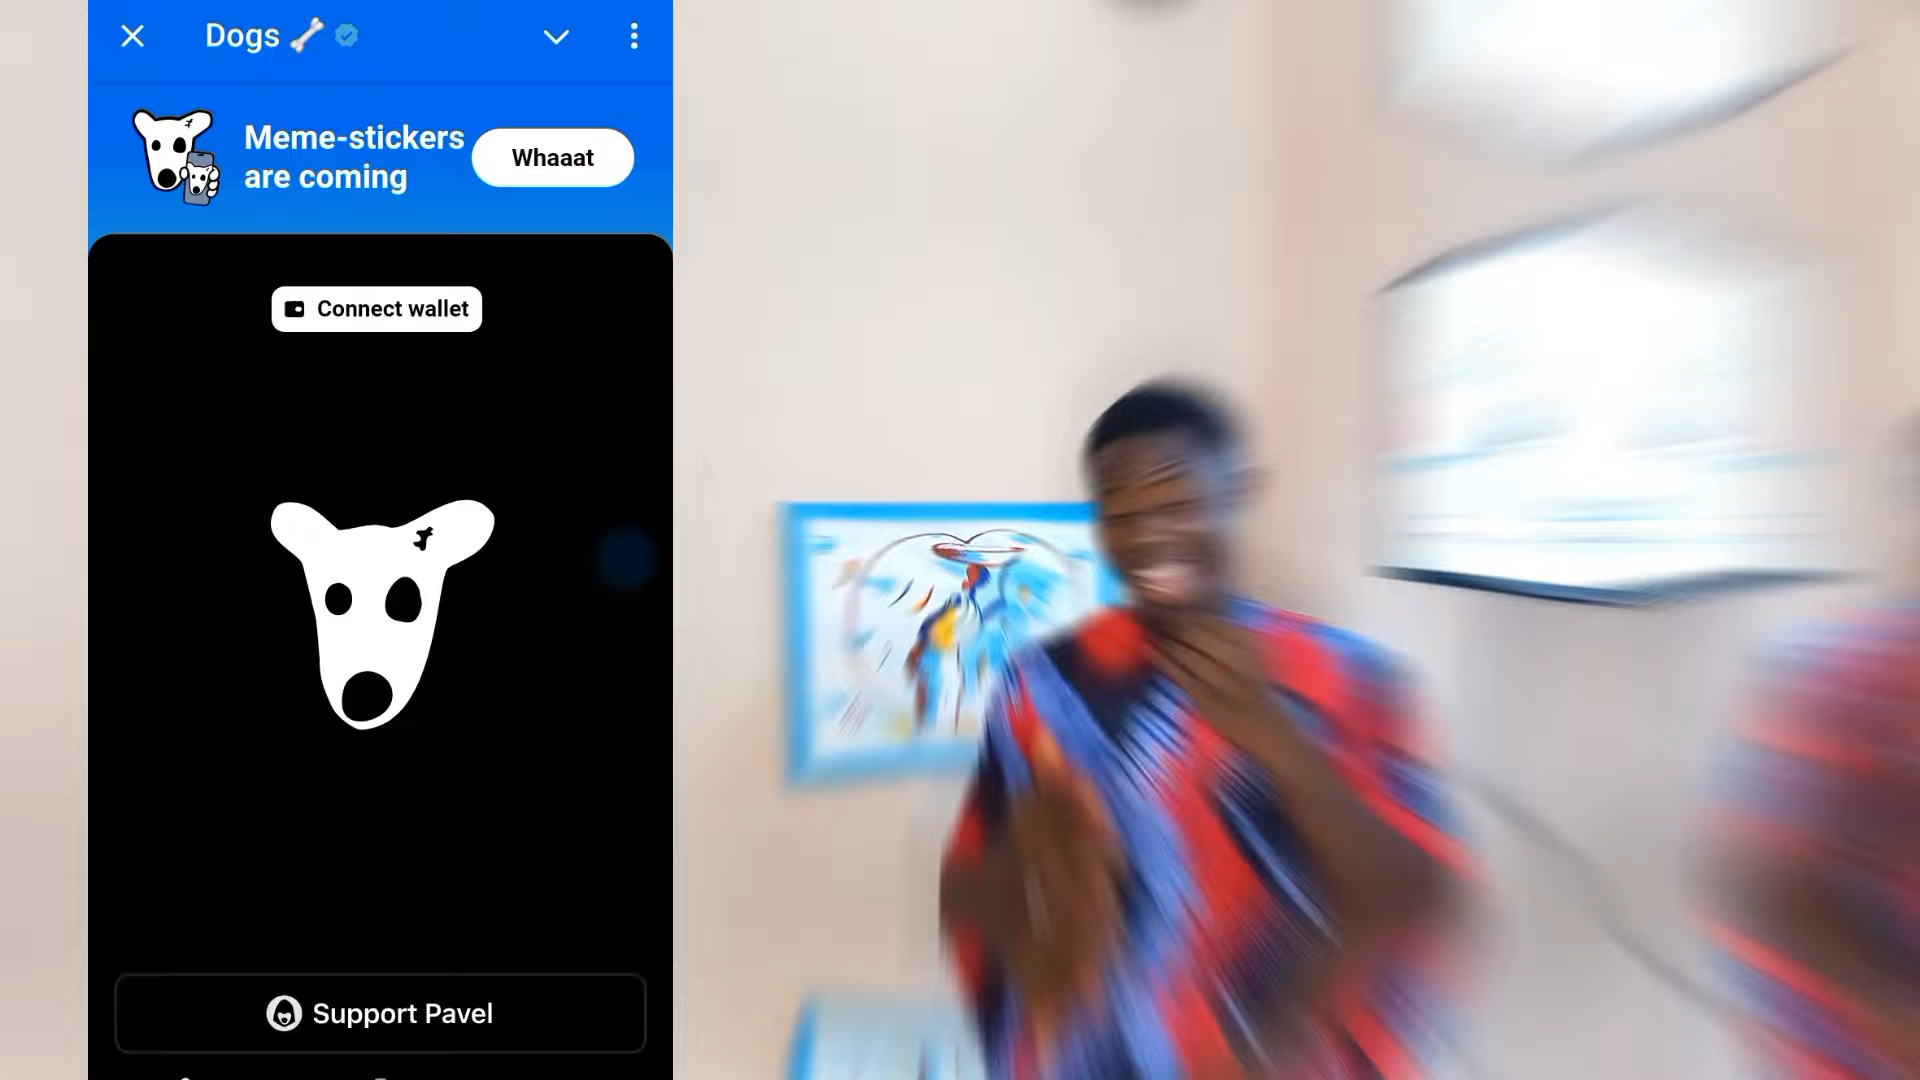 Dogs
Meme-stickers
are coming
Whaaat
Connect wallet
Support Pavel